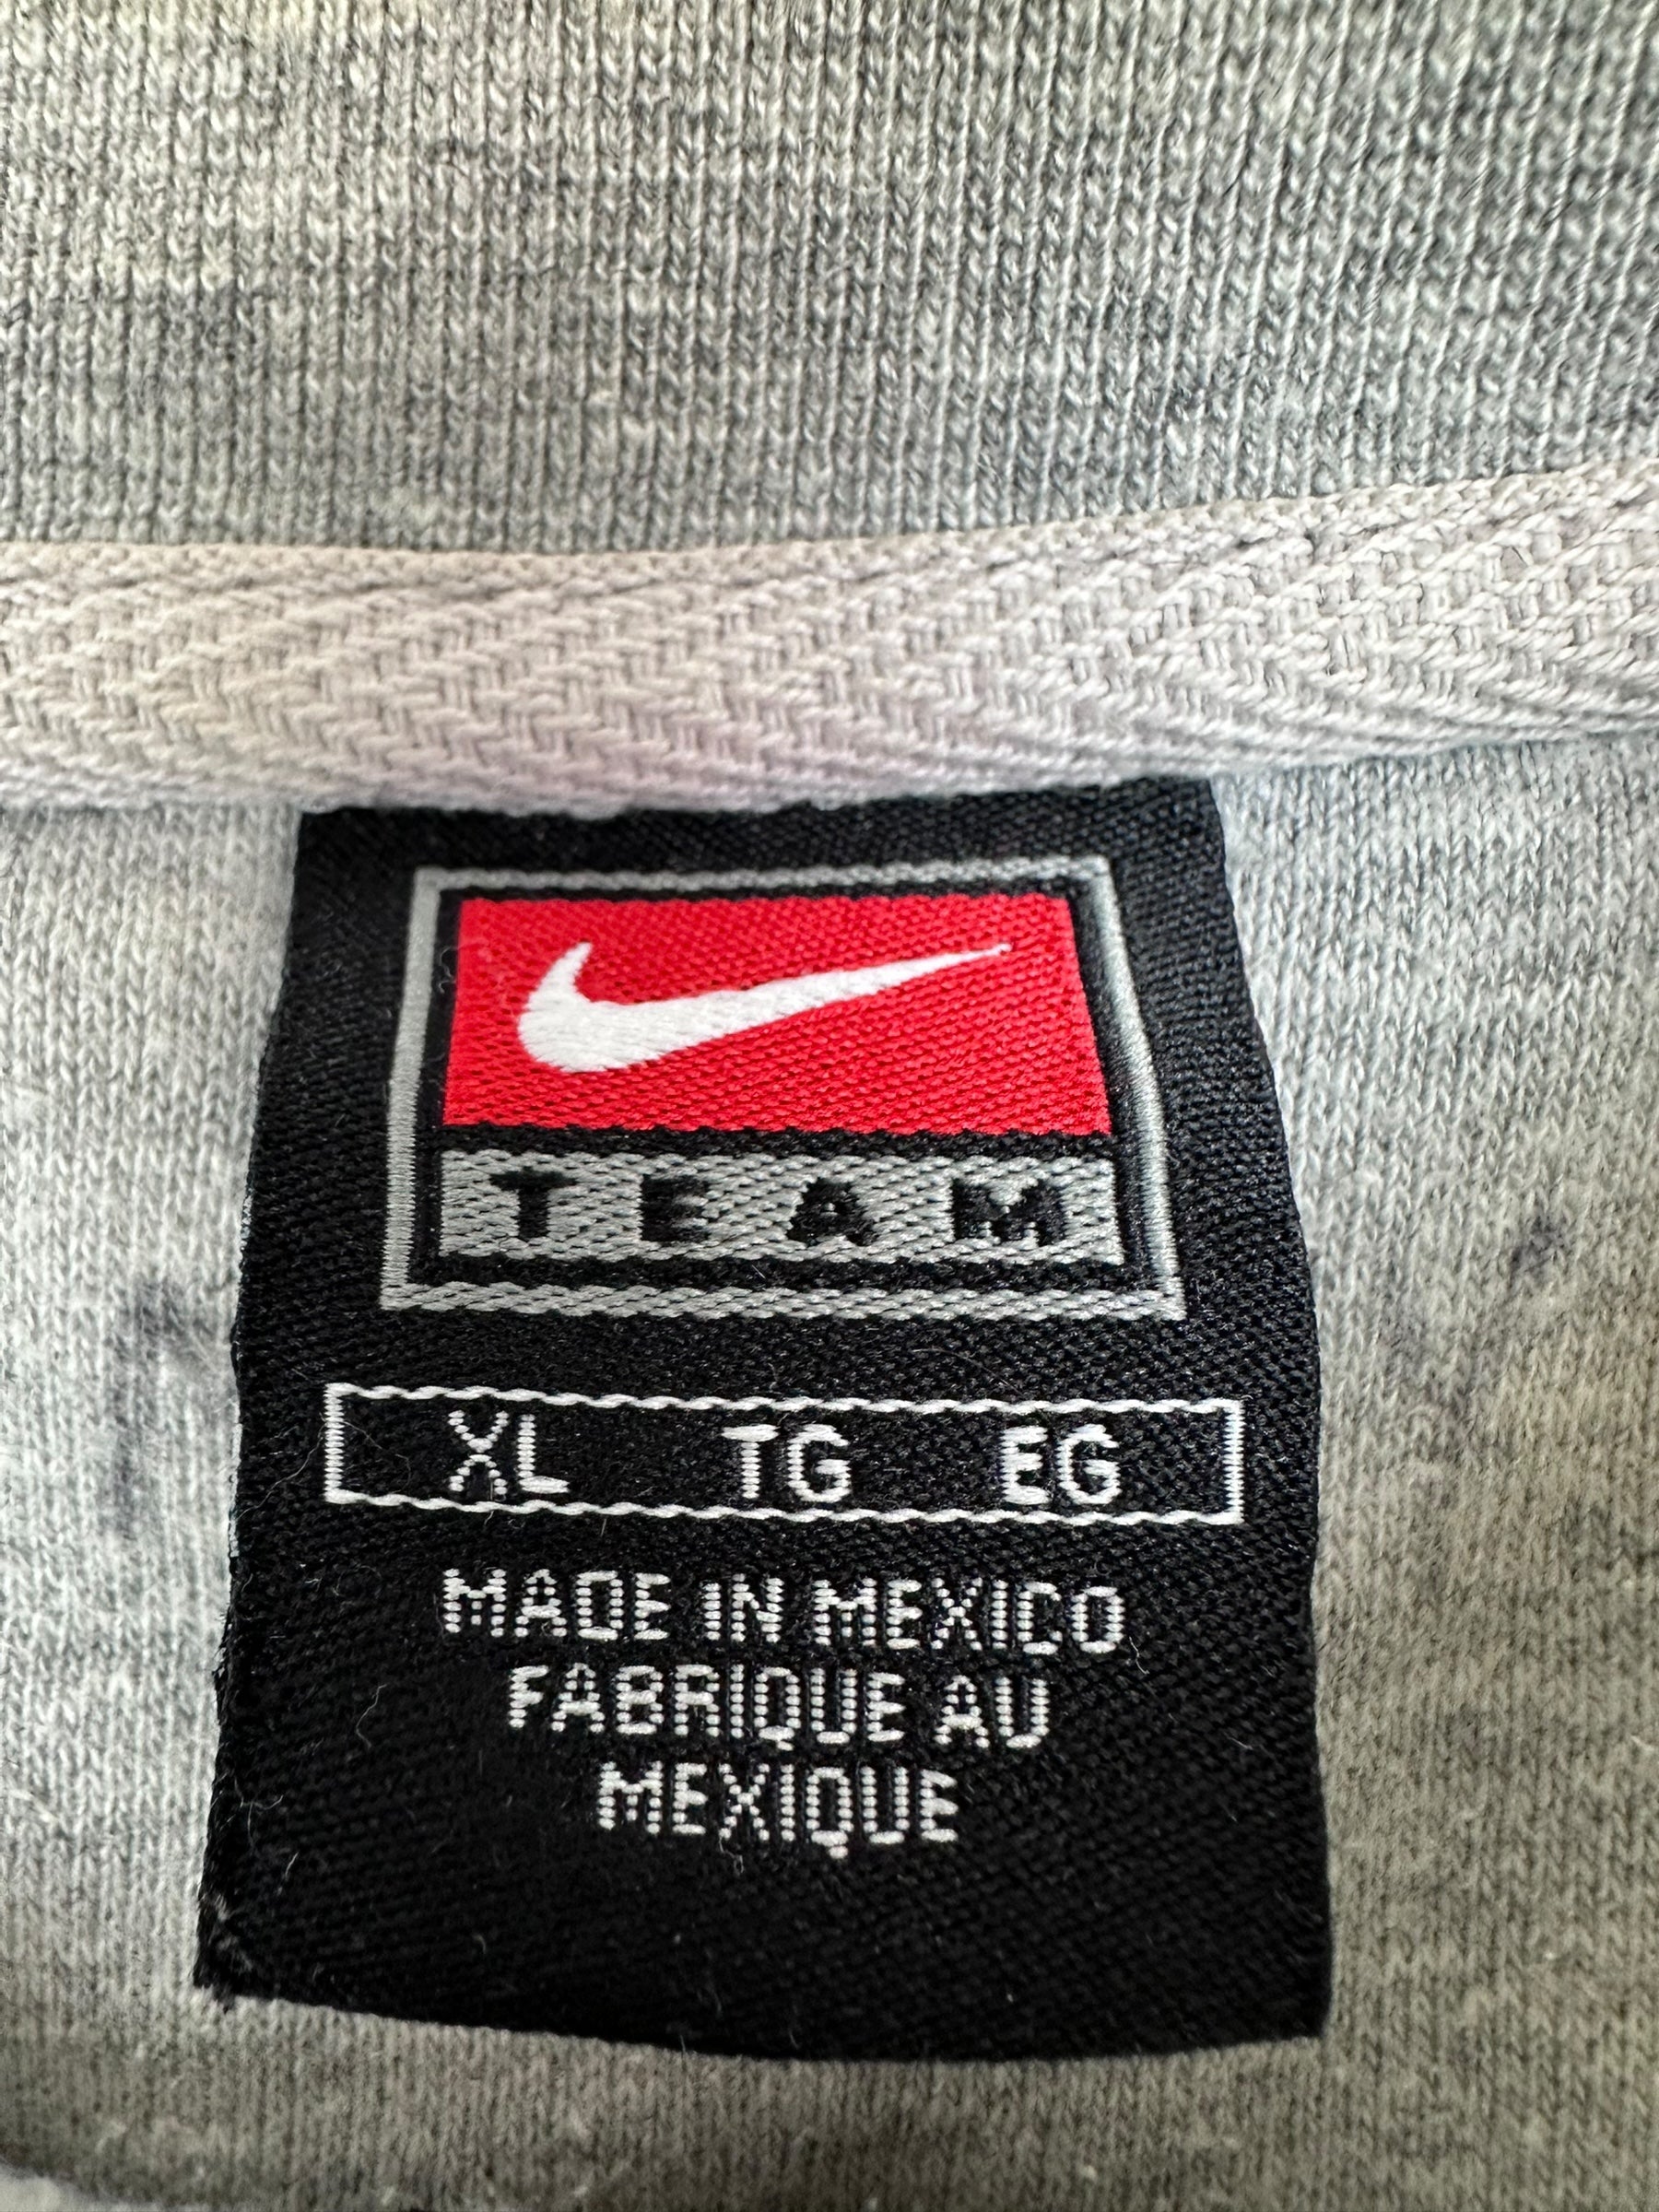 TEAM
XL TG EG
MADE IN MEXICO
FABRIQUE AU
MEXIQUE